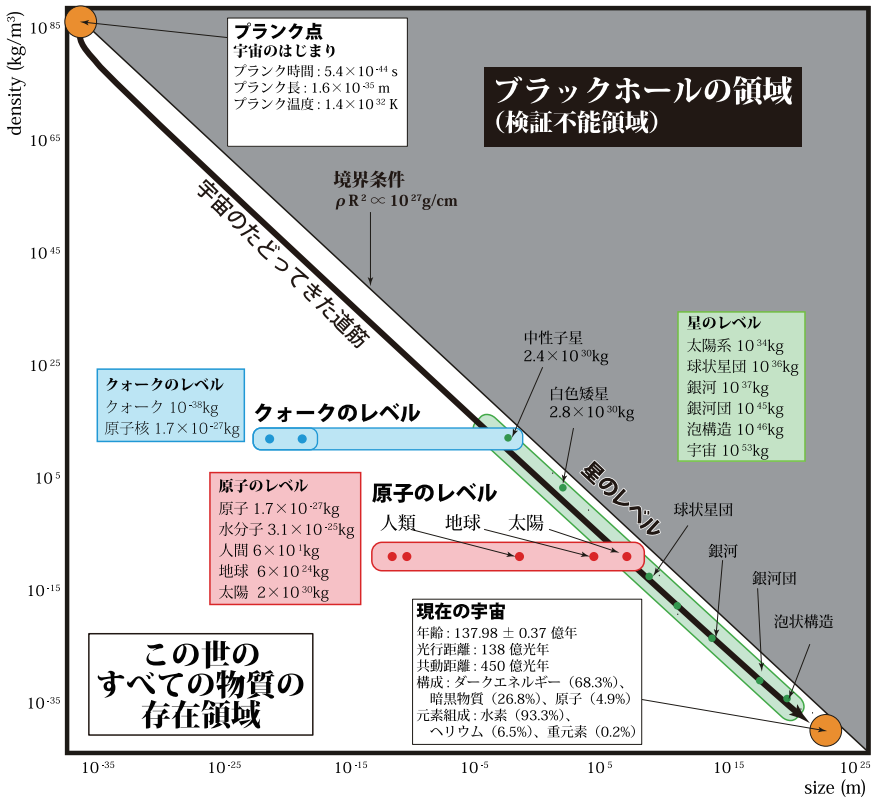 density (kg/m³)
10⁸⁵
10⁶⁵
10⁴⁵
10²⁵
10⁵
10⁻¹⁵
10⁻³⁵
プランク点
宇宙のはじまり
プランク時間 : 5.4×10⁻⁴⁴ s
プランク長 : 1.6×10⁻³⁵ m
プランク温度 : 1.4×10³² K
ブラックホールの領域
（検証不能領域）
境界条件
ρR² ∝ 10²⁷g/cm
宇宙のたどってきた道筋
中性子星
2.4×10³⁰kg
白色矮星
2.8×10³⁰kg
星のレベル
太陽系 10³⁴kg
球状星団 10³⁶kg
銀河 10³⁷kg
銀河団 10⁴⁵kg
泡構造 10⁴⁶kg
宇宙 10⁵³kg
クォークのレベル
クォーク 10⁻³⁸kg
原子核 1.7×10⁻²⁷kg
クォークのレベル
原子のレベル
原子 1.7×10⁻²⁷kg
水分子 3.1×10⁻²⁵kg
人間 6×10¹kg
地球 6×10²⁴kg
太陽 2×10³⁰kg
原子のレベル
人類 地球 太陽
星のレベル
球状星団
銀河
銀河団
泡状構造
現在の宇宙
年齢 : 137.98 ± 0.37 億年
光行距離 : 138 億光年
共動距離 : 450 億光年
構成 : ダークエネルギー（68.3%）、
暗黒物質（26.8%）、原子（4.9%）
元素組成 : 水素（93.3%）、
ヘリウム（6.5%）、重元素（0.2%）
この世の
すべての物質の
存在領域
10⁻³⁵ 10⁻²⁵ 10⁻¹⁵ 10⁻⁵ 10⁵ 10¹⁵ 10²⁵
size (m)